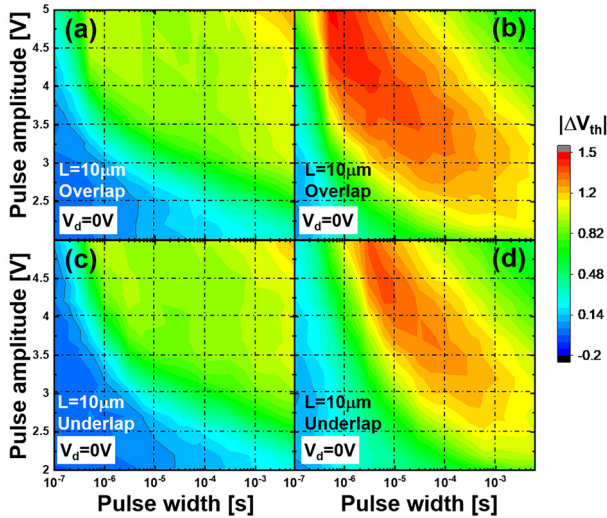 (a)
(b)
Pulse amplitude [V]
5
4.5
4
3.5
3
2.5
L=10μm
Overlap
V_d=0V
L=10μm
Overlap
V_d=0V
|ΔV_th|
1.5
1.2
0.82
0.48
0.14
-0.2
(c)
(d)
Pulse amplitude [V]
4.5
4
3.5
3
2.5
2
L=10μm
Underlap
V_d=0V
L=10μm
Underlap
V_d=0V
10⁻⁷ 10⁻⁶ 10⁻⁵ 10⁻⁴ 10⁻³ 10⁻⁷ 10⁻⁶ 10⁻⁵ 10⁻⁴ 10⁻³
Pulse width [s] Pulse width [s]